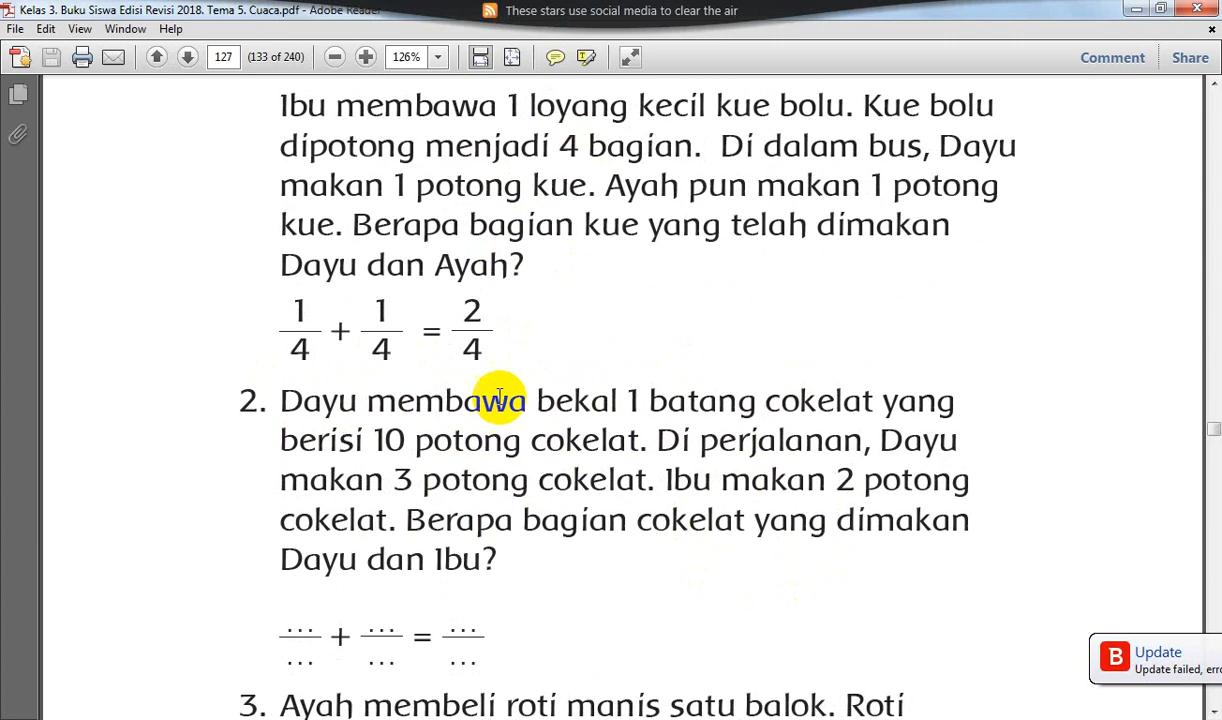 Kelas 3. Buku Siswa Edisi Revisi 2018. Tema 5. Cuaca.pdf - Adobe Reader
These stars use social media to clear the air
File Edit View Window Help
127 (133 of 240) 126% Comment Share
Ibu membawa 1 loyang kecil kue bolu. Kue bolu
dipotong menjadi 4 bagian. Di dalam bus, Dayu
makan 1 potong kue. Ayah pun makan 1 potong
kue. Berapa bagian kue yang telah dimakan
Dayu dan Ayah?
1 1 2
+ =
4 4 4
2. Dayu membawa bekal 1 batang cokelat yang
berisi 10 potong cokelat. Di perjalanan, Dayu
makan 3 potong cokelat. Ibu makan 2 potong
cokelat. Berapa bagian cokelat yang dimakan
Dayu dan Ibu?
... ... ...
+ =
... ... ...
B Update
Update failed, erro
3. Ayah membeli roti manis satu balok. Roti